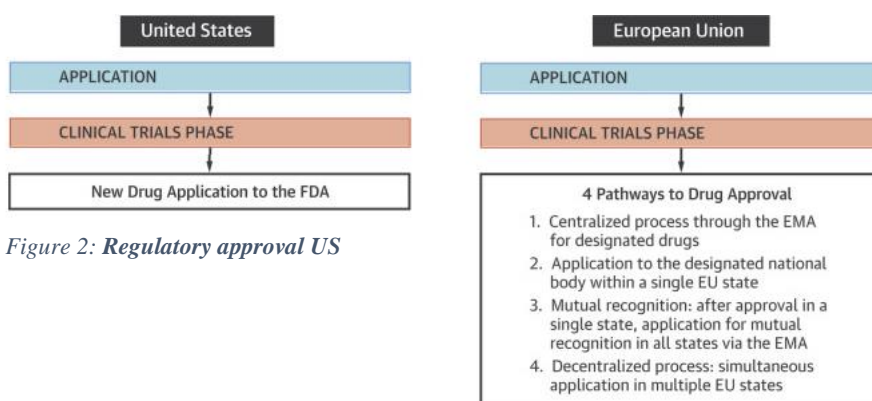 United States
APPLICATION
CLINICAL TRIALS PHASE
New Drug Application to the FDA
Figure 2: Regulatory approval US
European Union
APPLICATION
CLINICAL TRIALS PHASE
4 Pathways to Drug Approval
1. Centralized process through the EMA
for designated drugs
2. Application to the designated national
body within a single EU state
3. Mutual recognition: after approval in a
single state, application for mutual
recognition in all states via the EMA
4. Decentralized process: simultaneous
application in multiple EU states